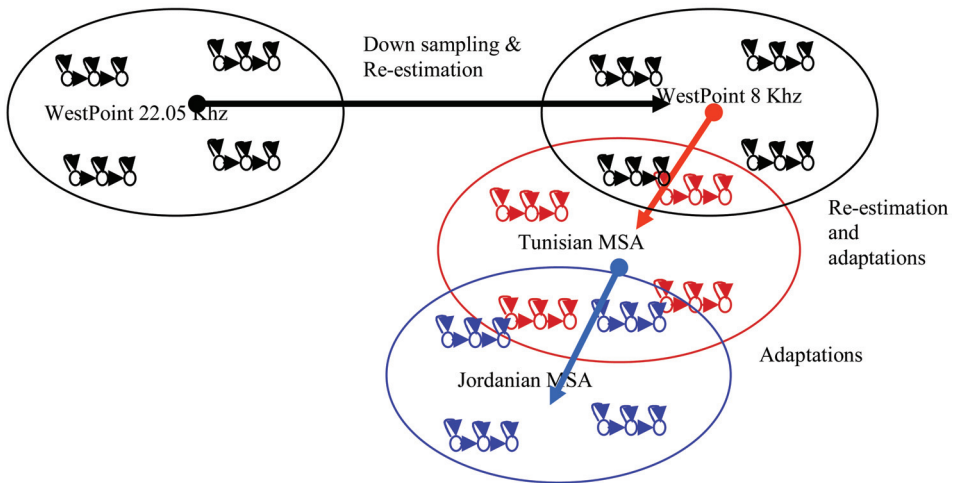 Down sampling &
Re-estimation
WestPoint 22.05 Khz
WestPoint 8 Khz
Re-estimation
and
adaptations
Tunisian MSA
Adaptations
Jordanian MSA